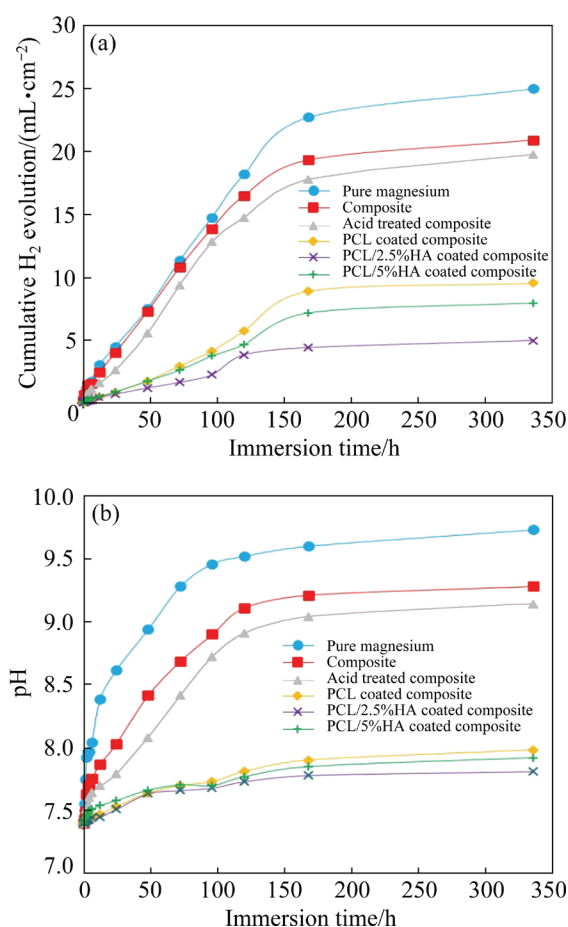 (a)
30
25
20
15
10
5
0
Cumulative H₂ evolution/(mL•cm⁻²)
Pure magnesium
Composite
Acid treated composite
PCL coated composite
PCL/2.5%HA coated composite
PCL/5%HA coated composite
50 100 150 200 250 300 350
Immersion time/h
(b)
10.0
9.5
9.0
8.5
8.0
7.5
7.0
pH
Pure magnesium
Composite
Acid treated composite
PCL coated composite
PCL/2.5%HA coated composite
PCL/5%HA coated composite
0 50 100 150 200 250 300 350
Immersion time/h